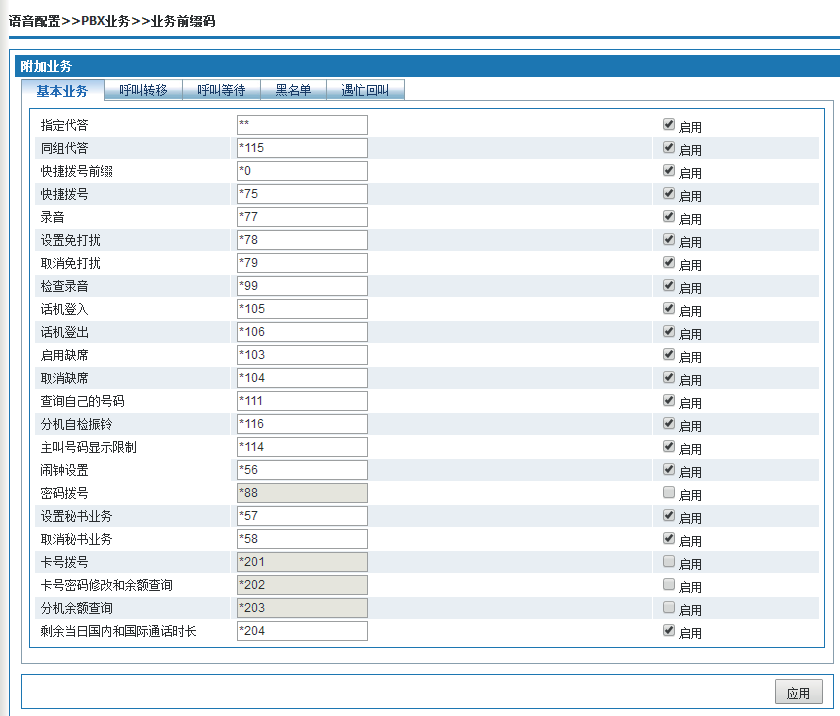 语音配置>>PBX业务>>业务前缀码
附加业务
基本业务 呼叫转移 呼叫等待 黑名单 遇忙回叫
指定代答 ** 启用
同组代答 *115 启用
快捷拨号前缀 *0 启用
快捷拨号 *75 启用
录音 *77 启用
设置免打扰 *78 启用
取消免打扰 *79 启用
检查录音 *99 启用
话机登入 *105 启用
话机登出 *106 启用
启用缺席 *103 启用
取消缺席 *104 启用
查询自己的号码 *111 启用
分机自检振铃 *116 启用
主叫号码显示限制 *114 启用
闹钟设置 *56 启用
密码拨号 *88 启用
设置秘书业务 *57 启用
取消秘书业务 *58 启用
卡号拨号 *201 启用
卡号密码修改和余额查询 *202 启用
分机余额查询 *203 启用
剩余当日国内和国际通话时长 *204 启用
应用